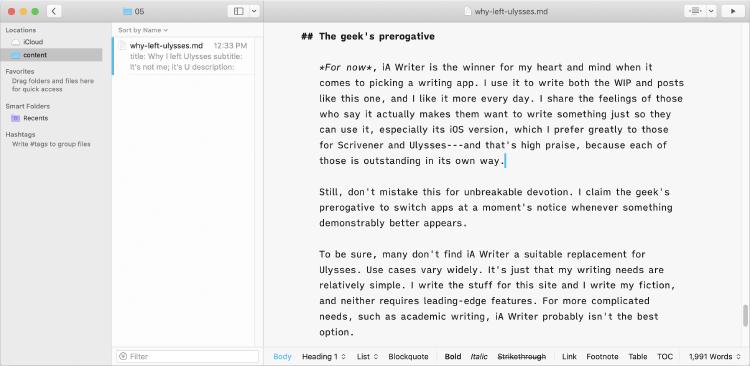 05
why-left-ulysses.md
Locations
iCloud
content
Favorites
Drag folders and files here
for quick access
Smart Folders
Recents
Hashtags
Write #tags to group files
Sort by Name
why-left-ulysses.md 12:33 PM
title: Why I left Ulysses subtitle:
It's not me; it's U description:
Filter
## The geek's prerogative
*For now*, iA Writer is the winner for my heart and mind when it
comes to picking a writing app. I use it to write both the WIP and posts
like this one, and I like it more every day. I share the feelings of those
who say it actually makes them want to write something just so they
can use it, especially its iOS version, which I prefer greatly to those
for Scrivener and Ulysses---and that's high praise, because each of
those is outstanding in its own way.
Still, don't mistake this for unbreakable devotion. I claim the geek's
prerogative to switch apps at a moment's notice whenever something
demonstrably better appears.
To be sure, many don't find iA Writer a suitable replacement for
Ulysses. Use cases vary widely. It's just that my writing needs are
relatively simple. I write the stuff for this site and I write my fiction,
and neither requires leading-edge features. For more complicated
needs, such as academic writing, iA Writer probably isn't the best
option.
Body Heading 1 List Blockquote Bold Italic Strikethrough Link Footnote Table TOC 1,991 Words